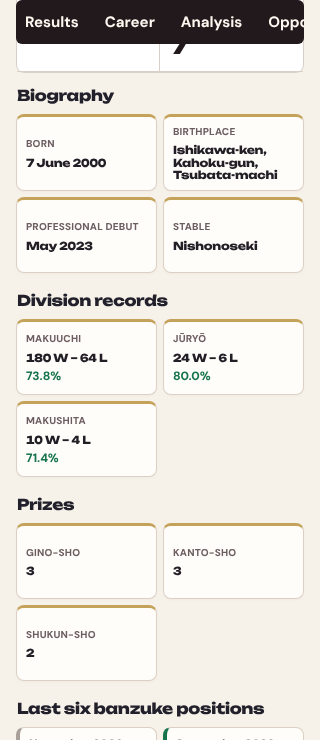 Results Career Analysis Oppo
Biography
BORN
7 June 2000
BIRTHPLACE
Ishikawa-ken,
Kahoku-gun,
Tsubata-machi
PROFESSIONAL DEBUT
May 2023
STABLE
Nishonoseki
Division records
MAKUUCHI
180 W – 64 L
73.8%
JŪRYŌ
24 W – 6 L
80.0%
MAKUSHITA
10 W – 4 L
71.4%
Prizes
GINO-SHO
3
KANTO-SHO
3
SHUKUN-SHO
2
Last six banzuke positions